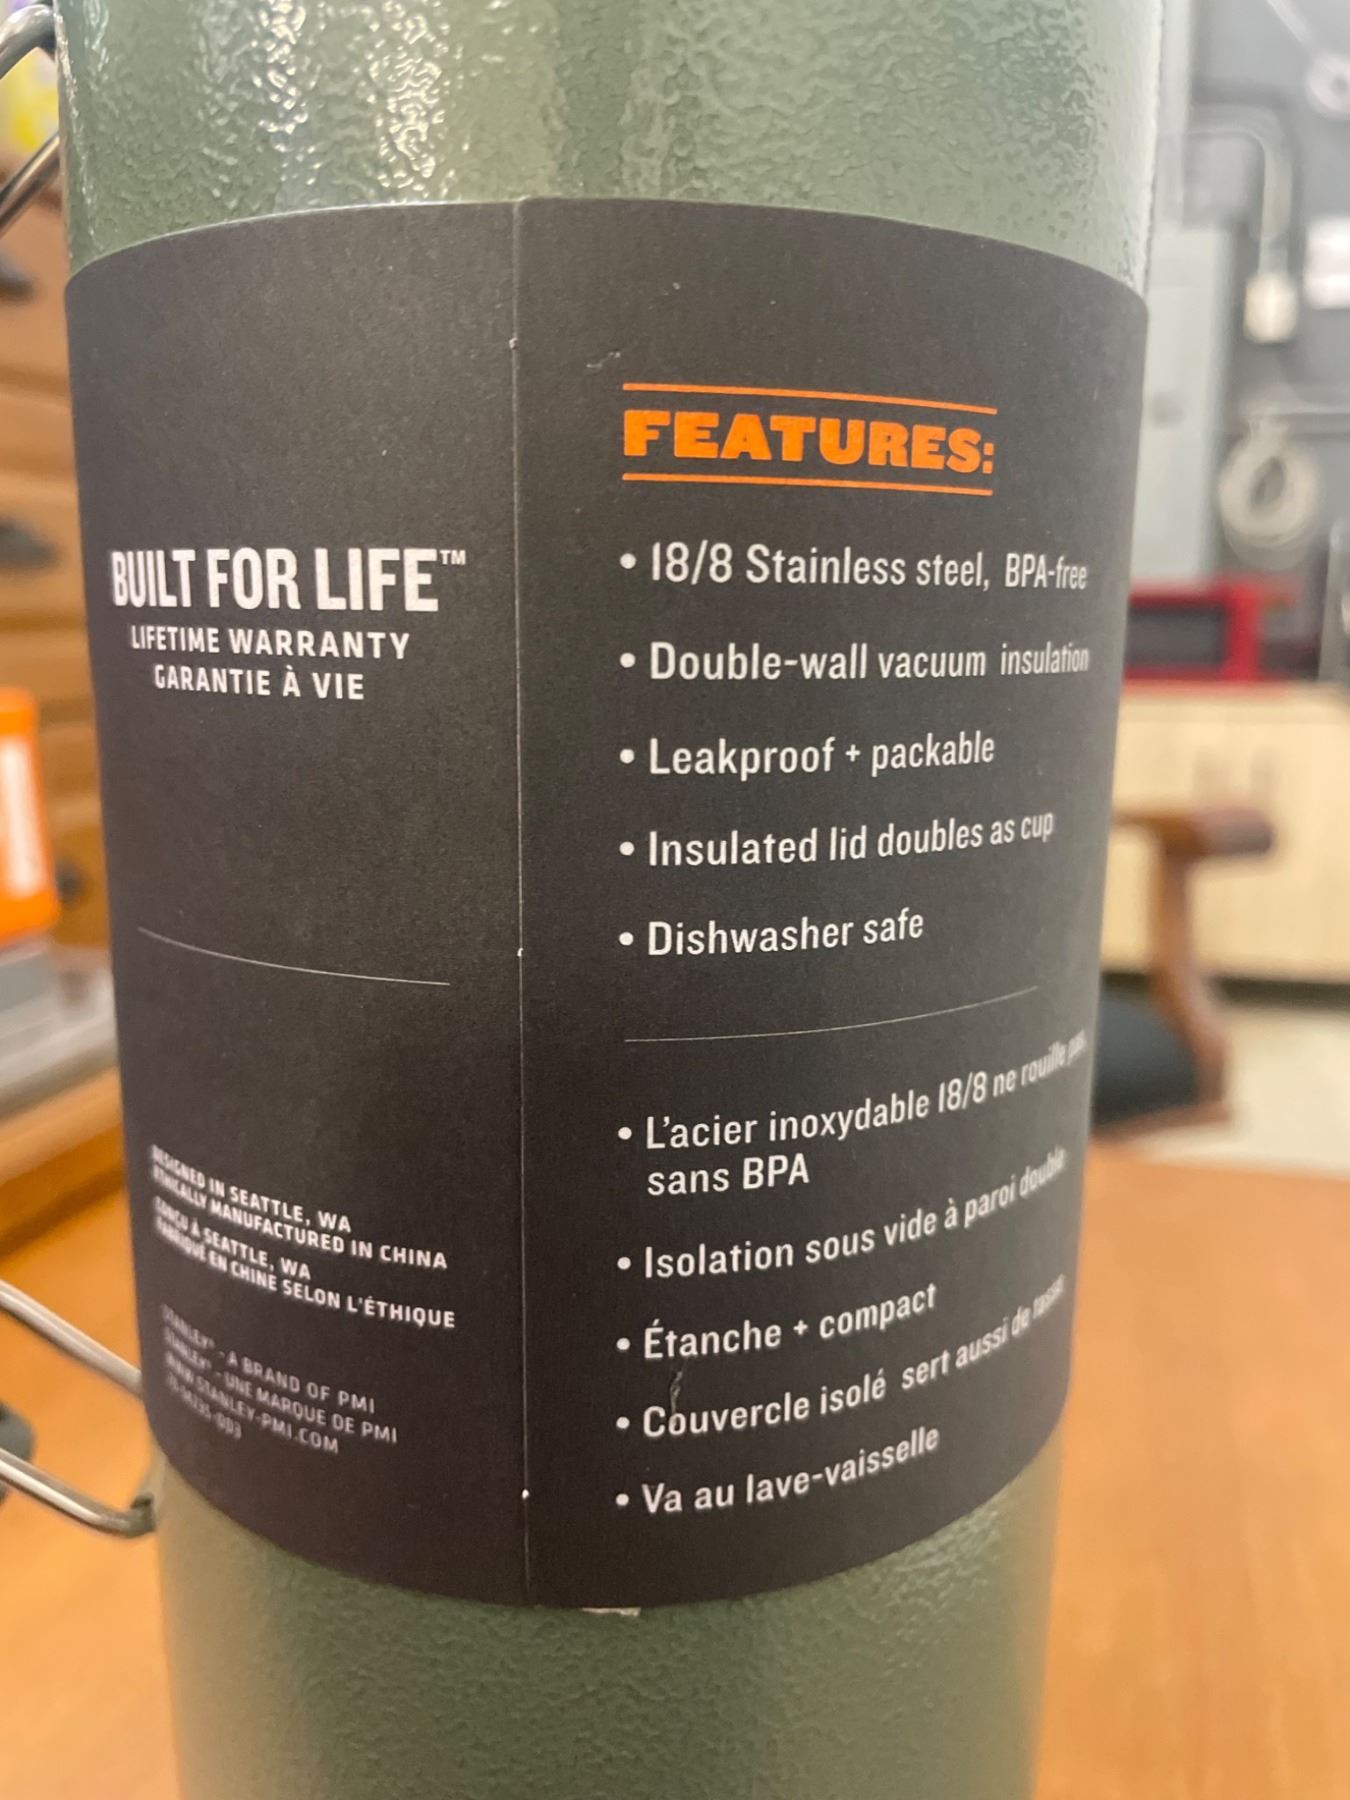 BUILT FOR LIFE™
LIFETIME WARRANTY
GARANTIE À VIE
DESIGNED IN SEATTLE, WA
ETHICALLY MANUFACTURED IN CHINA
CONÇU À SEATTLE, WA
FABRIQUÉ EN CHINE SELON L'ÉTHIQUE
STANLEY® - A BRAND OF PMI
STANLEY® - UNE MARQUE DE PMI
WWW.STANLEY-PMI.COM
FEATURES:
• 18/8 Stainless steel, BPA-free
• Double-wall vacuum insulation
• Leakproof + packable
• Insulated lid doubles as cup
• Dishwasher safe
• L'acier inoxydable 18/8 ne rouille pas,
sans BPA
• Isolation sous vide à paroi double
• Étanche + compact
• Couvercle isolé sert aussi de tasse
• Va au lave-vaisselle